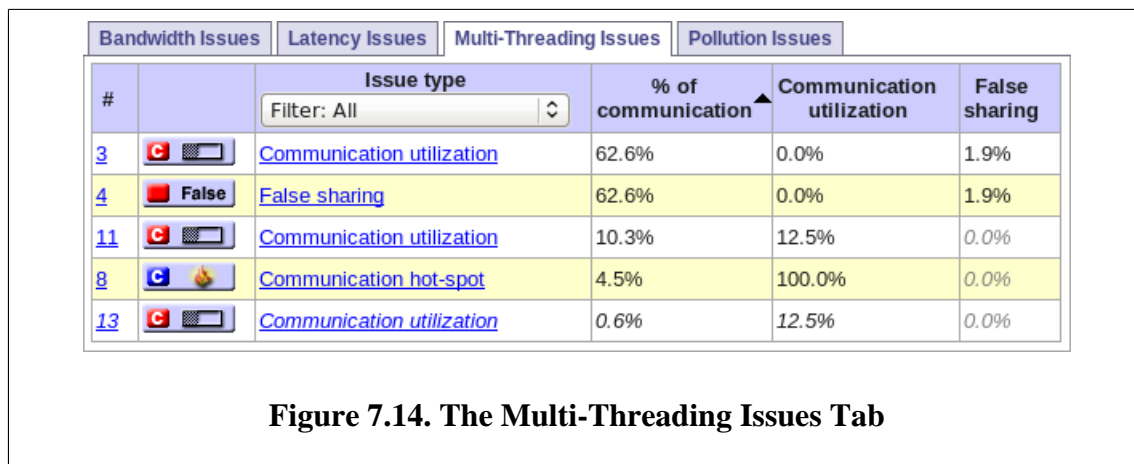 Bandwidth Issues Latency Issues Multi-Threading Issues Pollution Issues
# Issue type % of communication Communication utilization False sharing
Filter: All
3 C Communication utilization 62.6% 0.0% 1.9%
4 False False sharing 62.6% 0.0% 1.9%
11 C Communication utilization 10.3% 12.5% 0.0%
8 C Communication hot-spot 4.5% 100.0% 0.0%
13 C Communication utilization 0.6% 12.5% 0.0%
Figure 7.14. The Multi-Threading Issues Tab